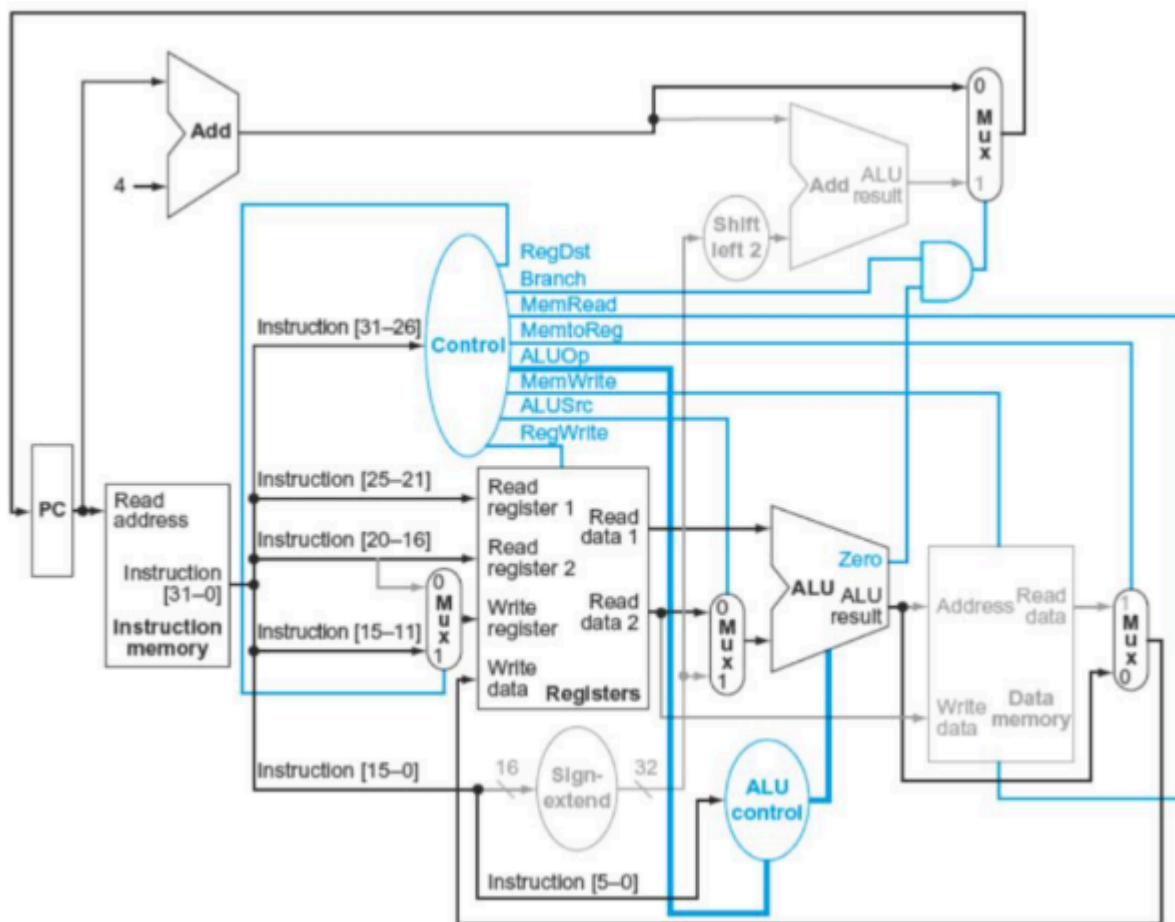 Add
4
0
Mux
1
Add
ALU
result
Shift
left 2
RegDst
Branch
MemRead
MemtoReg
ALUOp
MemWrite
ALUSrc
RegWrite
Control
Instruction [31–26]
PC
Read
address
Instruction
[31–0]
Instruction
memory
Instruction [25–21]
Instruction [20–16]
Instruction [15–11]
0
Mux
1
Read
register 1
Read
register 2
Write
register
Write
data
Read
data 1
Read
data 2
Registers
0
Mux
1
Zero
ALU
ALU
result
Address
Read
data
Write
data
Data
memory
1
Mux
0
Instruction [15–0]
16
Sign-
extend
32
ALU
control
Instruction [5–0]